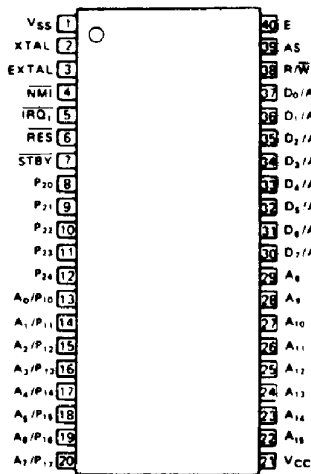 VSS 1
XTAL 2
EXTAL 3
NMI 4
IRQ1 5
RES 6
STBY 7
P20 8
P21 9
P22 10
P23 11
P24 12
A0/P10 13
A1/P11 14
A2/P12 15
A3/P13 16
A4/P14 17
A5/P15 18
A6/P16 19
A7/P17 20
40 E
39 AS
38 R/W
37 D0/A
36 D1/A
35 D2/A
34 D3/A
33 D4/A
32 D5/A
31 D6/A
30 D7/A
29 A8
28 A9
27 A10
26 A11
25 A12
24 A13
23 A14
22 A15
21 VCC